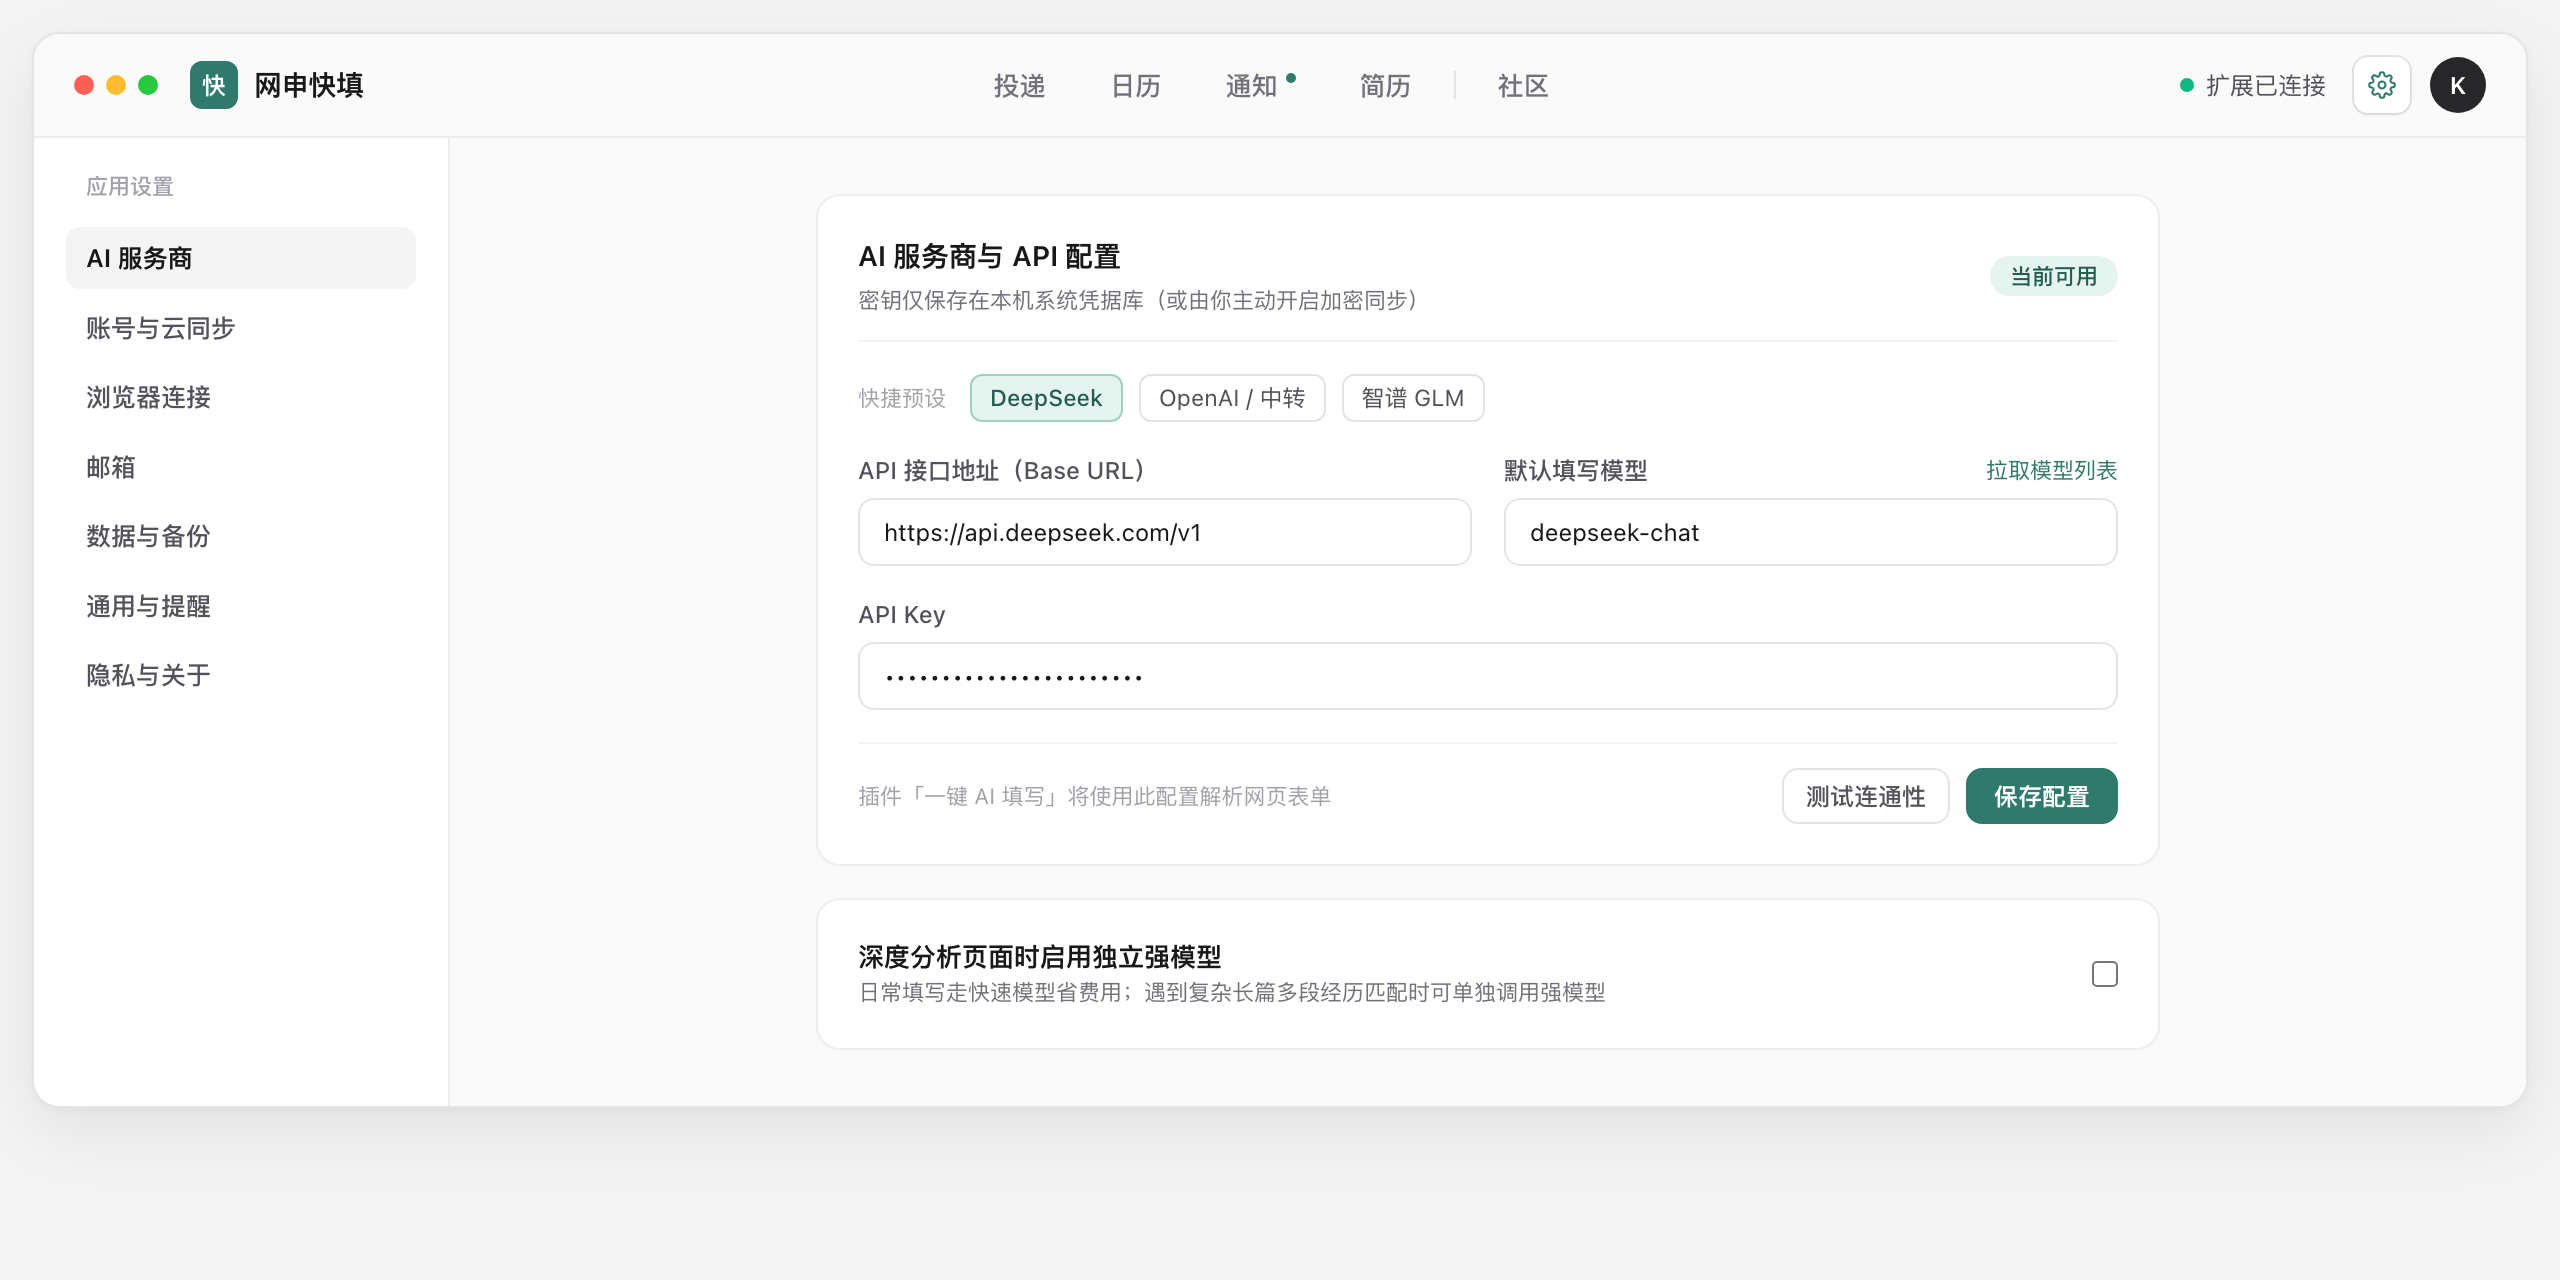 快 网申快填
投递 日历 通知 简历 社区
扩展已连接
K
应用设置
AI 服务商
账号与云同步
浏览器连接
邮箱
数据与备份
通用与提醒
隐私与关于
AI 服务商与 API 配置
密钥仅保存在本机系统凭据库（或由你主动开启加密同步）
当前可用
快捷预设 DeepSeek OpenAI / 中转 智谱 GLM
API 接口地址（Base URL）
https://api.deepseek.com/v1
默认填写模型 拉取模型列表
deepseek-chat
API Key
•••••••••••••••••••••••
插件「一键 AI 填写」将使用此配置解析网页表单
测试连通性 保存配置
深度分析页面时启用独立强模型
日常填写走快速模型省费用；遇到复杂长篇多段经历匹配时可单独调用强模型